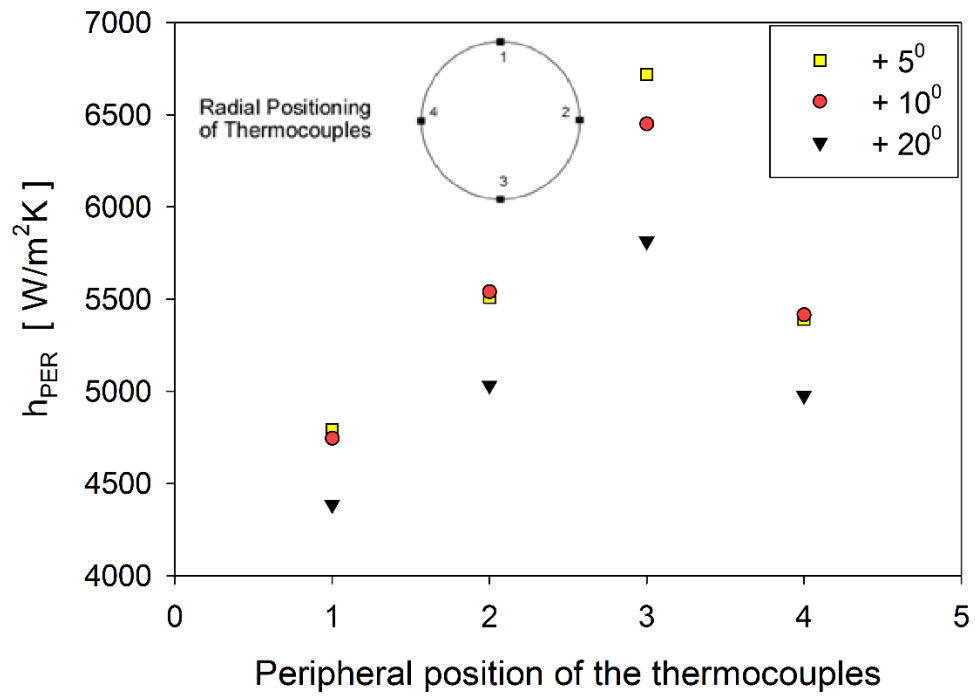 7000
6500
6000
5500
5000
4500
4000
h_PER [ W/m²K ]
Radial Positioning
of Thermocouples
1
4
2
3
+ 5⁰
+ 10⁰
+ 20⁰
0 1 2 3 4 5
Peripheral position of the thermocouples